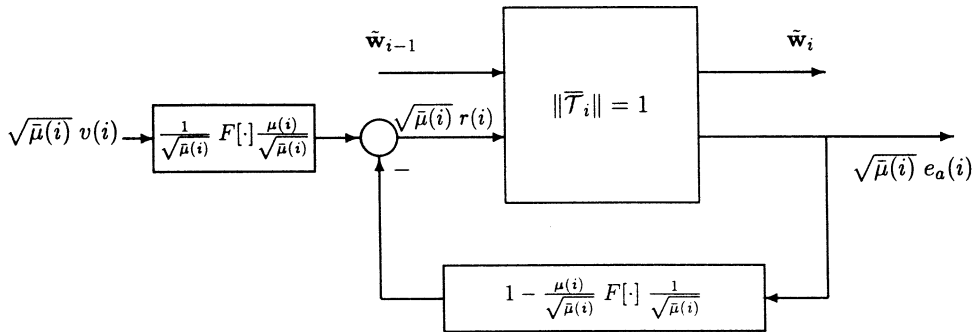 w̃_{i−1}
w̃_i
‖𝒯̅_i‖ = 1
√μ̄(i) v(i)
1/√μ̄(i) F[·] μ(i)/√μ̄(i)
√μ̄(i) r(i)
−
√μ̄(i) e_a(i)
1 − μ(i)/√μ̄(i) F[·] 1/√μ̄(i)